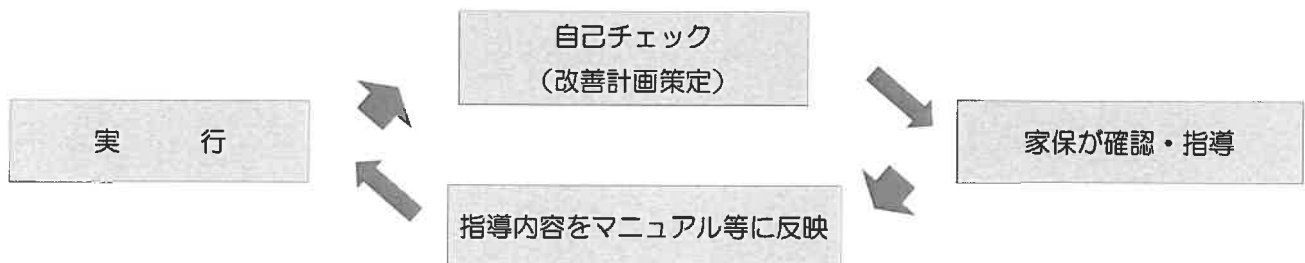 自己チェック
（改善計画策定）
実　　行
家保が確認・指導
指導内容をマニュアル等に反映